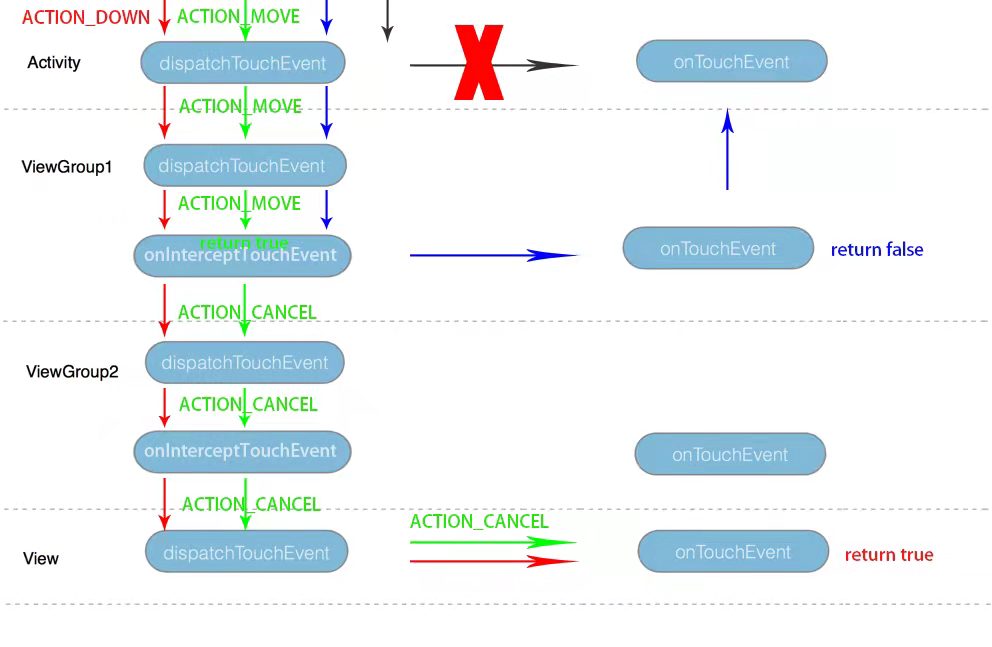 ACTION_DOWN ACTION_MOVE
Activity dispatchTouchEvent X onTouchEvent
ACTION_MOVE
ViewGroup1 dispatchTouchEvent
ACTION_MOVE
return true
onInterceptTouchEvent onTouchEvent return false
ACTION_CANCEL
ViewGroup2 dispatchTouchEvent
ACTION_CANCEL
onInterceptTouchEvent onTouchEvent
ACTION_CANCEL
ACTION_CANCEL
View dispatchTouchEvent onTouchEvent return true